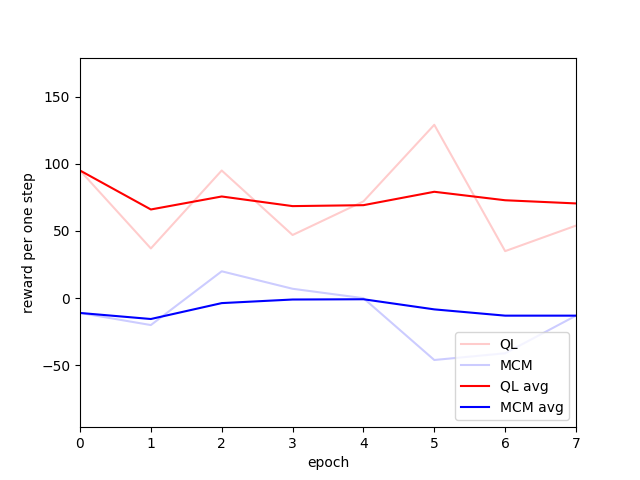 reward per one step
150
100
50
0
−50
0 1 2 3 4 5 6 7
epoch
QL
MCM
QL avg
MCM avg